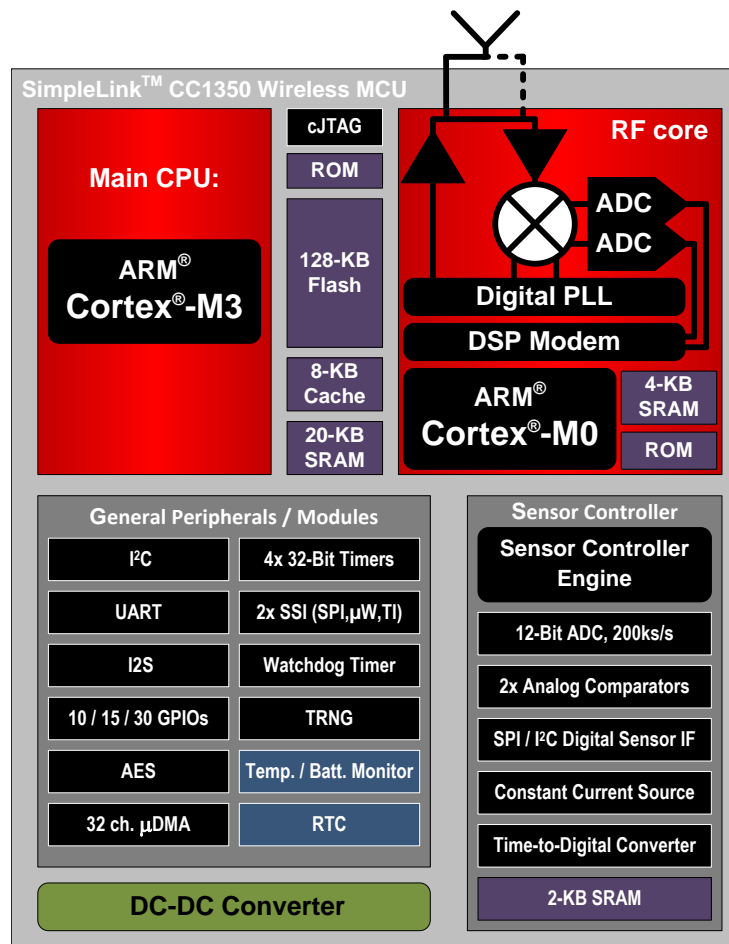 SimpleLink™ CC1350 Wireless MCU
Main CPU:
ARM®
Cortex®-M3
cJTAG
ROM
128-KB
Flash
8-KB
Cache
20-KB
SRAM
RF core
ADC
ADC
Digital PLL
DSP Modem
ARM®
Cortex®-M0
4-KB
SRAM
ROM
General Peripherals / Modules
I²C
4x 32-Bit Timers
UART
2x SSI (SPI,µW,TI)
I2S
Watchdog Timer
10 / 15 / 30 GPIOs
TRNG
AES
Temp. / Batt. Monitor
32 ch. µDMA
RTC
Sensor Controller
Sensor Controller
Engine
12-Bit ADC, 200ks/s
2x Analog Comparators
SPI / I²C Digital Sensor IF
Constant Current Source
Time-to-Digital Converter
2-KB SRAM
DC-DC Converter